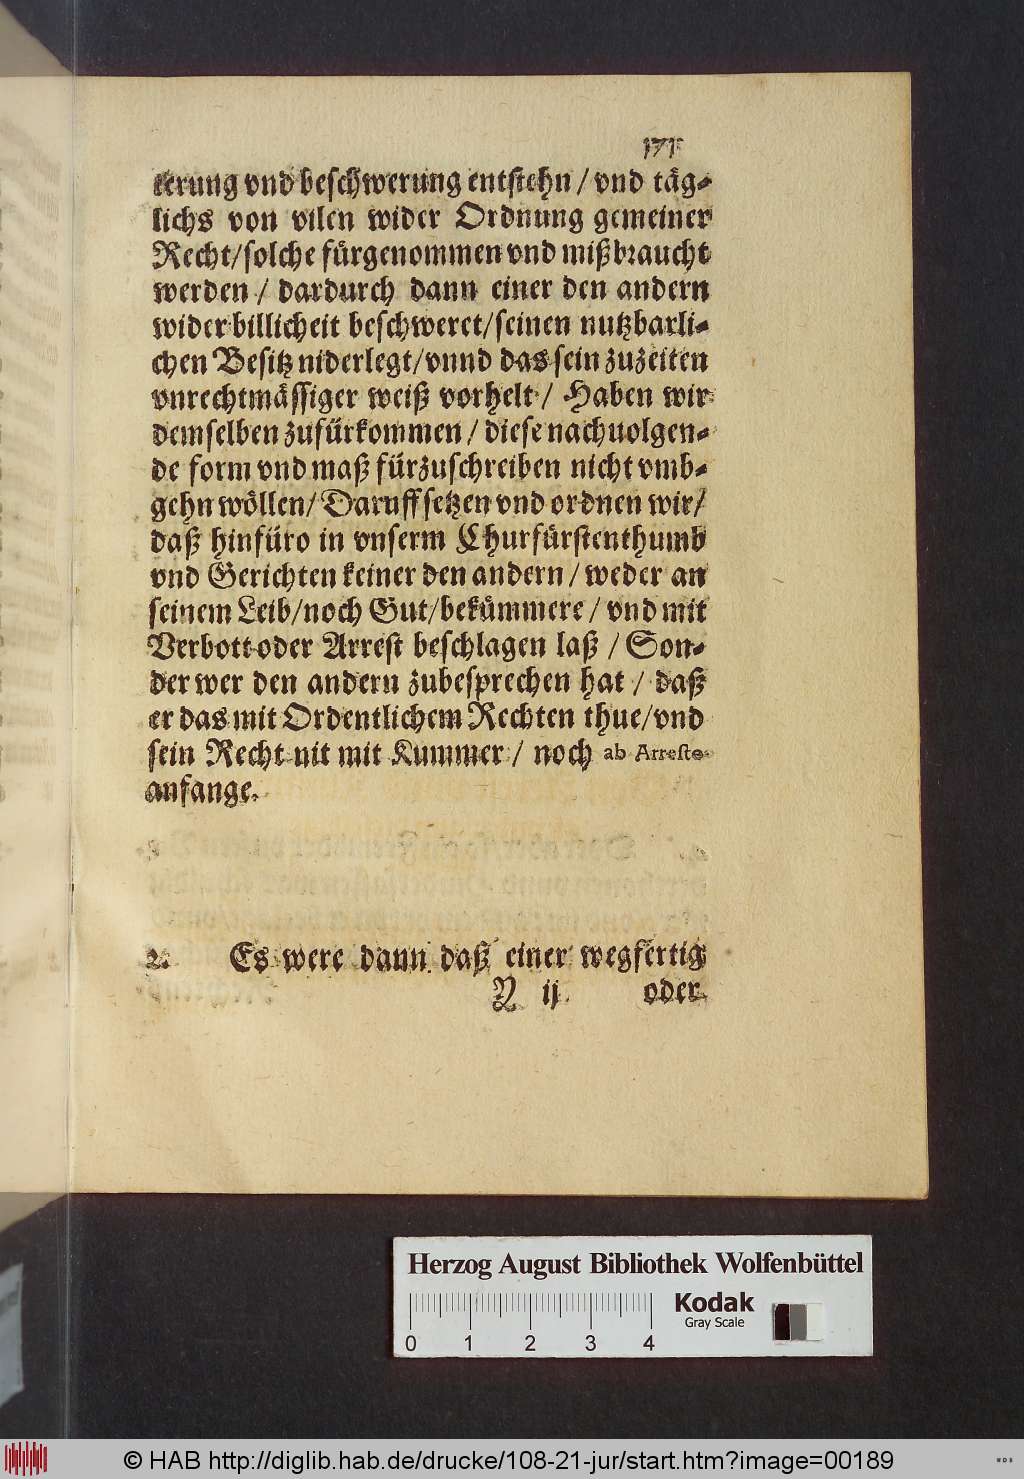 171
terung vnd beschwerung entstehn / vnd täg⸗
lichs von vilen wider Ordnung gemeiner
Recht/solche fürgenommen vnd mißbraucht
werden / dardurch dann einer den andern
wider billicheit beschweret/seinen nutzbarli⸗
chen Besitz niderlegt/vnnd das sein zuzeiten
vnrechtmässiger weiß vorhelt / Haben wir
demselben zufürkommen / diese nachuolgen⸗
de form vnd maß fürzuschreiben nicht vmb⸗
gehn wöllen/ Daruff setzen vnd ordnen wir/
daß hinfüro in vnserm Churfürstenthumb
vnd Gerichten keiner den andern / weder an
seinem Leib/noch Gut/bekümmere / vnd mit
Verbott oder Arrest beschlagen laß / Son⸗
der wer den andern zubesprechen hat / daß
er das mit Ordentlichem Rechten thue/vnd
sein Recht nit mit Kummer / noch ab Arresto
anfange.
2. Es were dann daß einer wegfertig
N ij oder
Herzog August Bibliothek Wolfenbüttel
Kodak
Gray Scale
0 1 2 3 4
© HAB http://diglib.hab.de/drucke/108-21-jur/start.htm?image=00189